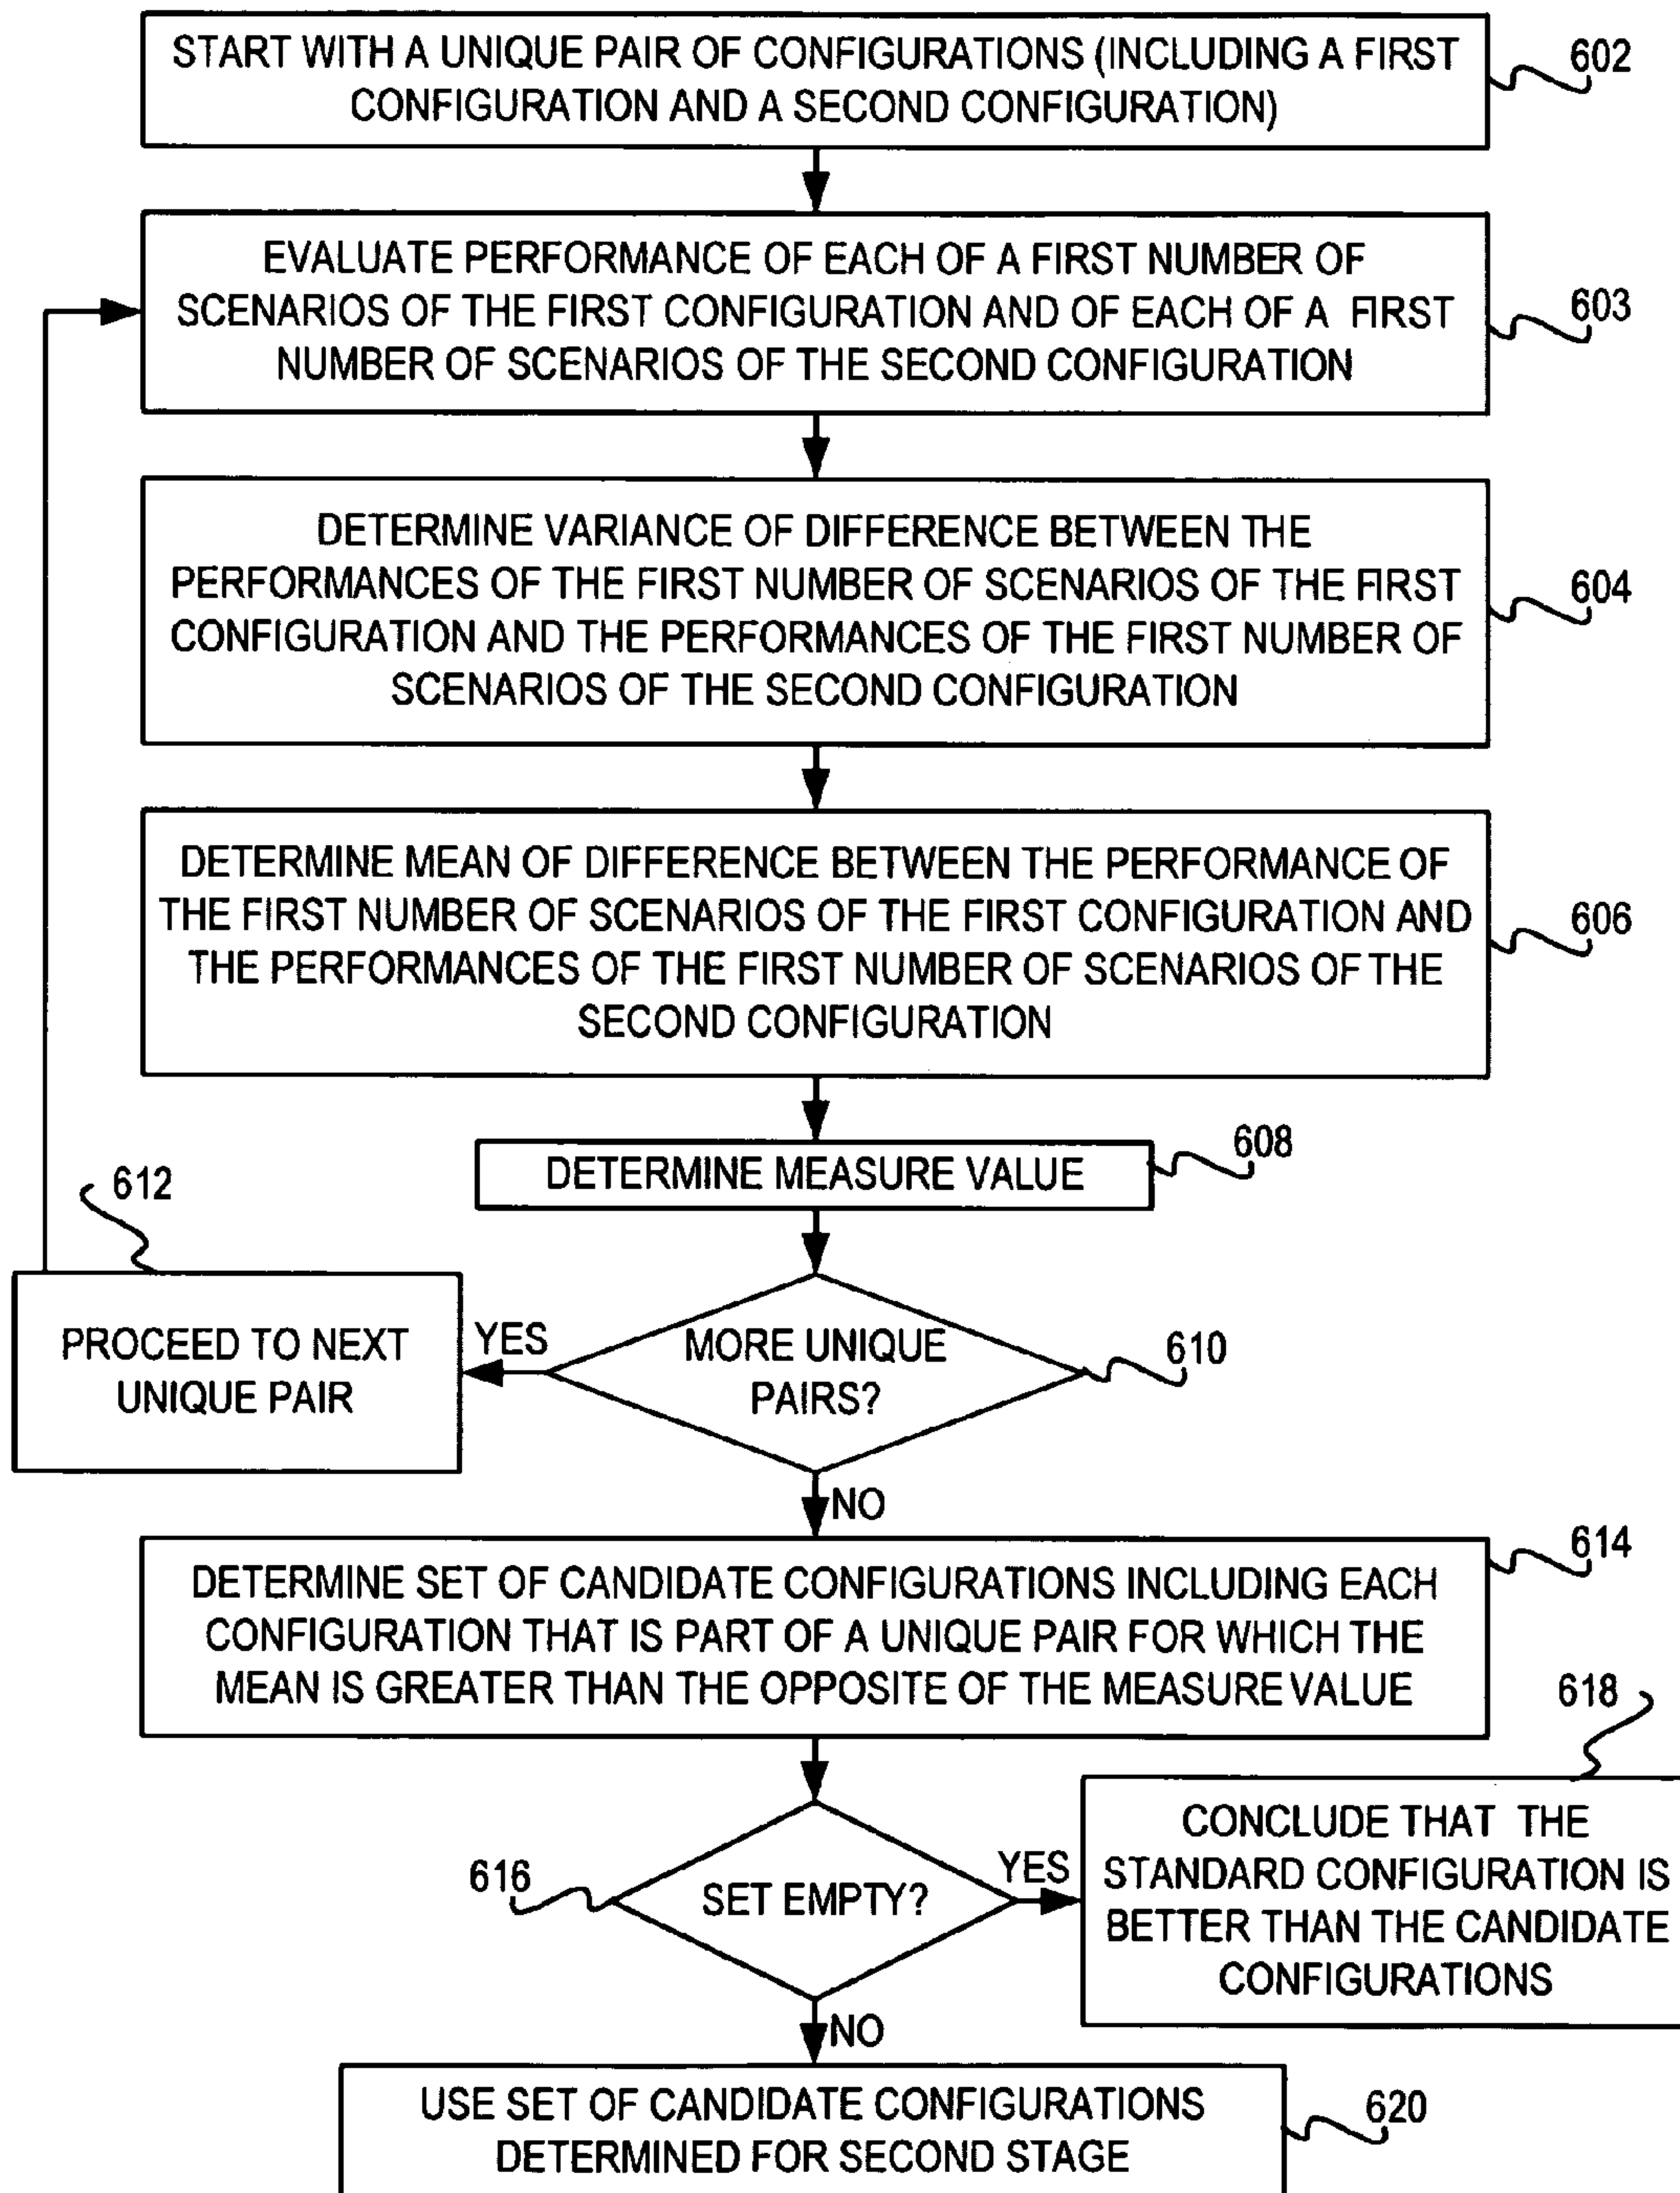 START WITH A UNIQUE PAIR OF CONFIGURATIONS (INCLUDING A FIRST
CONFIGURATION AND A SECOND CONFIGURATION)
602
EVALUATE PERFORMANCE OF EACH OF A FIRST NUMBER OF
SCENARIOS OF THE FIRST CONFIGURATION AND OF EACH OF A FIRST
NUMBER OF SCENARIOS OF THE SECOND CONFIGURATION
603
DETERMINE VARIANCE OF DIFFERENCE BETWEEN THE
PERFORMANCES OF THE FIRST NUMBER OF SCENARIOS OF THE FIRST
CONFIGURATION AND THE PERFORMANCES OF THE FIRST NUMBER OF
SCENARIOS OF THE SECOND CONFIGURATION
604
DETERMINE MEAN OF DIFFERENCE BETWEEN THE PERFORMANCE OF
THE FIRST NUMBER OF SCENARIOS OF THE FIRST CONFIGURATION AND
THE PERFORMANCES OF THE FIRST NUMBER OF SCENARIOS OF THE
SECOND CONFIGURATION
606
DETERMINE MEASURE VALUE
608
612
PROCEED TO NEXT
UNIQUE PAIR
YES
MORE UNIQUE
PAIRS?
610
NO
DETERMINE SET OF CANDIDATE CONFIGURATIONS INCLUDING EACH
CONFIGURATION THAT IS PART OF A UNIQUE PAIR FOR WHICH THE
MEAN IS GREATER THAN THE OPPOSITE OF THE MEASURE VALUE
614
616
SET EMPTY?
YES
618
CONCLUDE THAT THE
STANDARD CONFIGURATION IS
BETTER THAN THE CANDIDATE
CONFIGURATIONS
NO
USE SET OF CANDIDATE CONFIGURATIONS
DETERMINED FOR SECOND STAGE
620